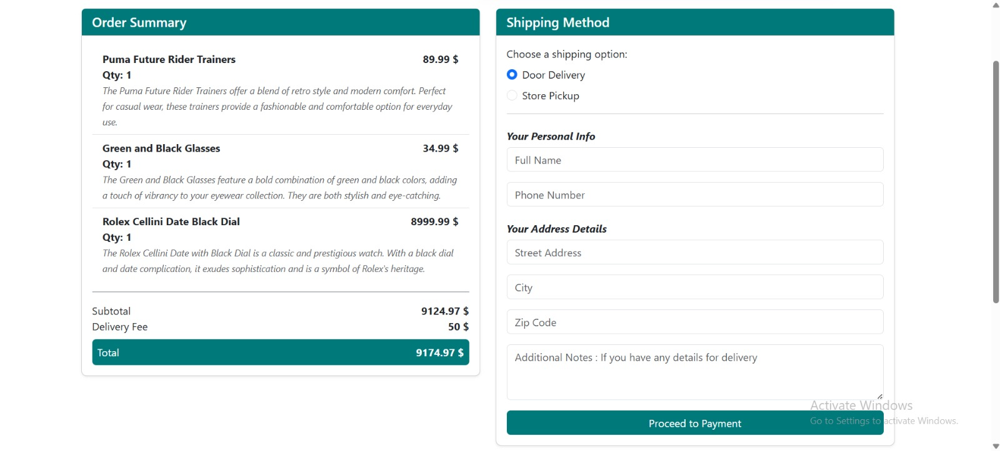 Order Summary
Puma Future Rider Trainers 89.99 $
Qty: 1
The Puma Future Rider Trainers offer a blend of retro style and modern comfort. Perfect
for casual wear, these trainers provide a fashionable and comfortable option for everyday
use.
Green and Black Glasses 34.99 $
Qty: 1
The Green and Black Glasses feature a bold combination of green and black colors, adding
a touch of vibrancy to your eyewear collection. They are both stylish and eye-catching.
Rolex Cellini Date Black Dial 8999.99 $
Qty: 1
The Rolex Cellini Date with Black Dial is a classic and prestigious watch. With a black dial
and date complication, it exudes sophistication and is a symbol of Rolex's heritage.
Subtotal 9124.97 $
Delivery Fee 50 $
Total 9174.97 $
Shipping Method
Choose a shipping option:
Door Delivery
Store Pickup
Your Personal Info
Full Name
Phone Number
Your Address Details
Street Address
City
Zip Code
Additional Notes : If you have any details for delivery
Proceed to Payment
Activate Windows
Go to Settings to activate Windows.